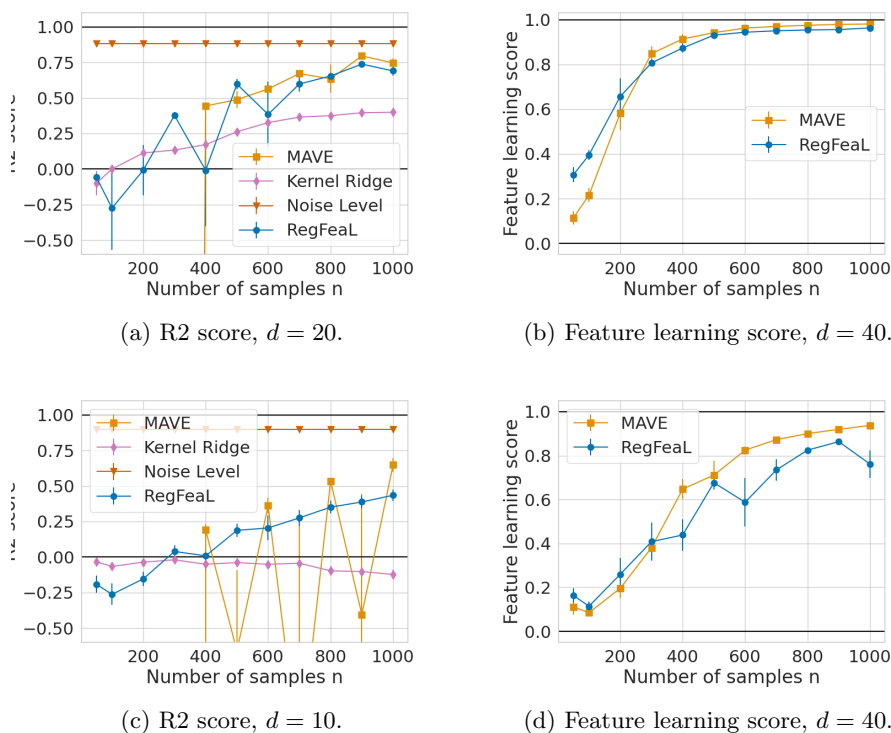 R2 score
1.00
0.75
0.50
0.25
0.00
−0.25
−0.50
MAVE
Kernel Ridge
Noise Level
RegFeaL
200 400 600 800 1000
Number of samples n
(a) R2 score, d = 20.
Feature learning score
1.0
0.8
0.6
0.4
0.2
0.0
MAVE
RegFeaL
200 400 600 800 1000
Number of samples n
(b) Feature learning score, d = 40.
R2 score
1.00
0.75
0.50
0.25
0.00
−0.25
−0.50
MAVE
Kernel Ridge
Noise Level
RegFeaL
200 400 600 800 1000
Number of samples n
(c) R2 score, d = 10.
Feature learning score
1.0
0.8
0.6
0.4
0.2
0.0
MAVE
RegFeaL
200 400 600 800 1000
Number of samples n
(d) Feature learning score, d = 40.